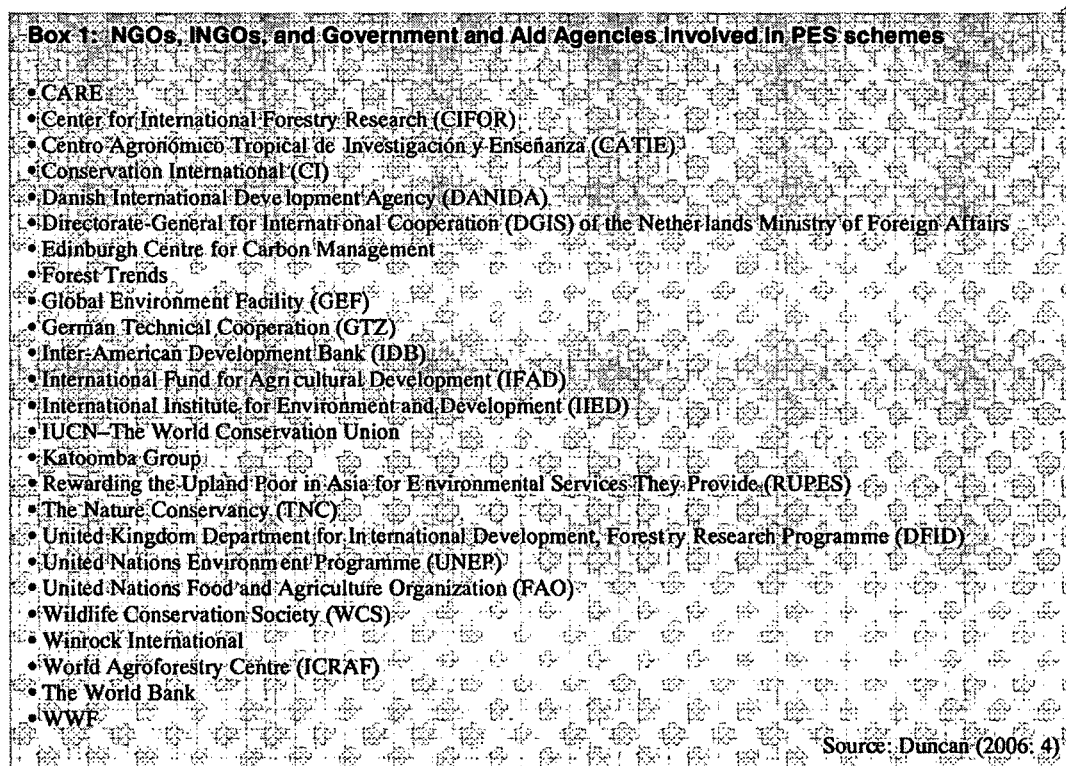 Box 1: NGOs, INGOs, and Government and Aid Agencies Involved in PES schemes
• CARE
• Center for International Forestry Research (CIFOR)
• Centro Agronómico Tropical de Investigación y Enseñanza (CATIE)
• Conservation International (CI)
• Danish International Development Agency (DANIDA)
• Directorate-General for International Cooperation (DGIS) of the Netherlands Ministry of Foreign Affairs
• Edinburgh Centre for Carbon Management
• Forest Trends
• Global Environment Facility (GEF)
• German Technical Cooperation (GTZ)
• Inter-American Development Bank (IDB)
• International Fund for Agricultural Development (IFAD)
• International Institute for Environment and Development (IIED)
• IUCN–The World Conservation Union
• Katoomba Group
• Rewarding the Upland Poor in Asia for Environmental Services They Provide (RUPES)
• The Nature Conservancy (TNC)
• United Kingdom Department for International Development, Forestry Research Programme (DFID)
• United Nations Environment Programme (UNEP)
• United Nations Food and Agriculture Organization (FAO)
• Wildlife Conservation Society (WCS)
• Winrock International
• World Agroforestry Centre (ICRAF)
• The World Bank
• WWF
Source: Duncan (2006: 4)